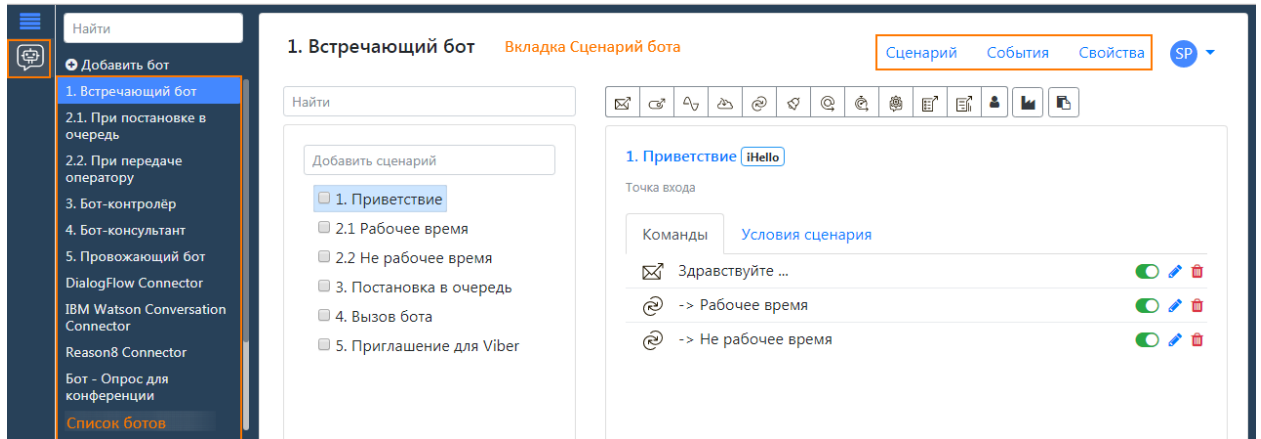 Найти
Добавить бот
1. Встречающий бот
2.1. При постановке в
очередь
2.2. При передаче
оператору
3. Бот-контролёр
4. Бот-консультант
5. Провожающий бот
DialogFlow Connector
IBM Watson Conversation
Connector
Reason8 Connector
Бот - Опрос для
конференции
Список ботов
1. Встречающий бот Вкладка Сценарий бота
Сценарий События Свойства SP
Найти
Добавить сценарий
1. Приветствие
2.1 Рабочее время
2.2 Не рабочее время
3. Постановка в очередь
4. Вызов бота
5. Приглашение для Viber
1. Приветствие iHello
Точка входа
Команды Условия сценария
Здравствуйте ...
-> Рабочее время
-> Не рабочее время